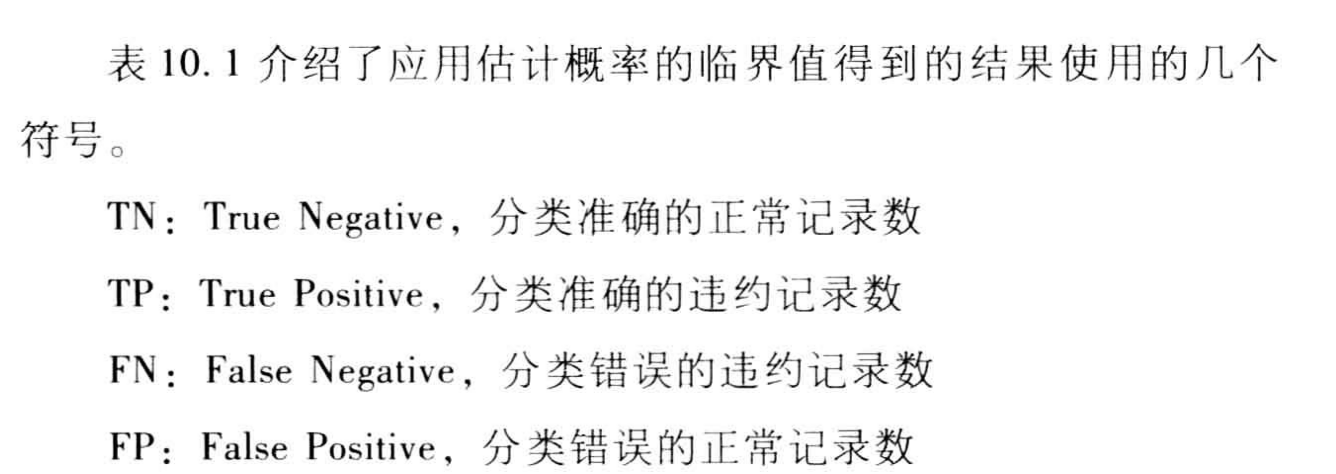 表 10. 1 介绍了应用估计概率的临界值得到的结果使用的几个
符号。
TN：True Negative，分类准确的正常记录数
TP：True Positive，分类准确的违约记录数
FN：False Negative，分类错误的违约记录数
FP：False Positive，分类错误的正常记录数